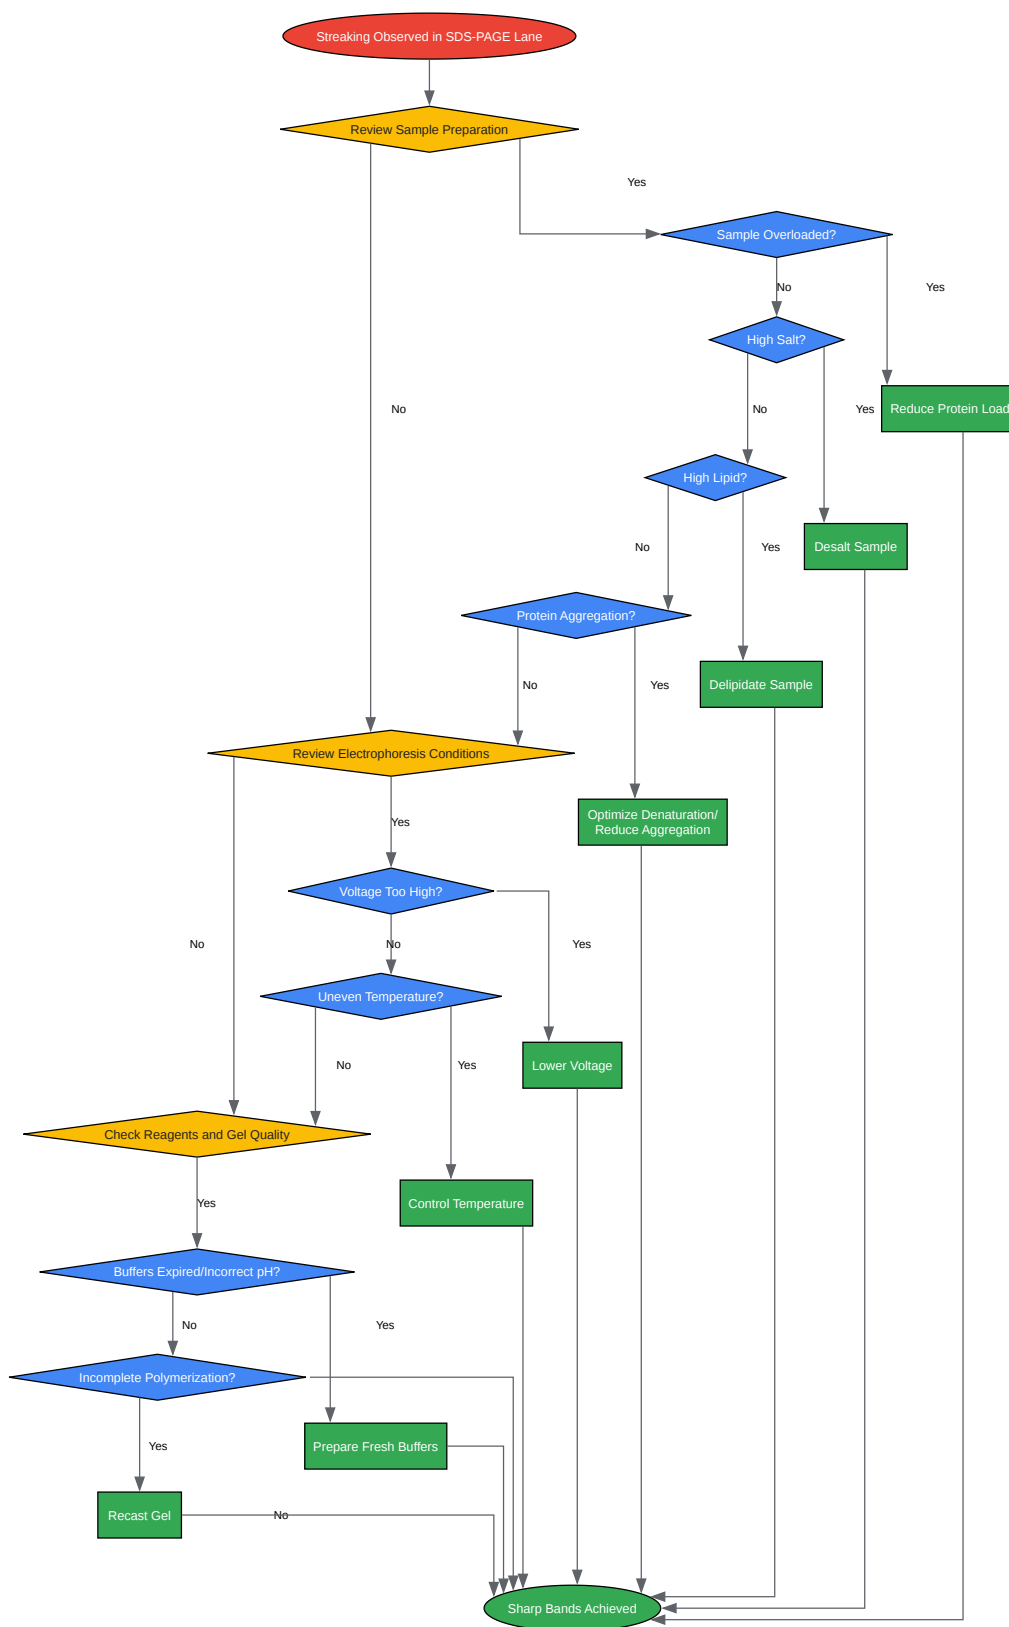 Streaking Observed in SDS-PAGE Lane
Review Sample Preparation
Yes
Sample Overloaded?
No
Yes
High Salt?
No
No
Yes
Reduce Protein Load
High Lipid?
No
Yes
Desalt Sample
Protein Aggregation?
No
Yes
Delipidate Sample
Review Electrophoresis Conditions
Optimize Denaturation/
Reduce Aggregation
Yes
Voltage Too High?
No
No
Yes
Uneven Temperature?
No
Yes
Lower Voltage
Check Reagents and Gel Quality
Yes
Control Temperature
Buffers Expired/Incorrect pH?
No
Yes
Incomplete Polymerization?
Yes
Prepare Fresh Buffers
Recast Gel
No
Sharp Bands Achieved